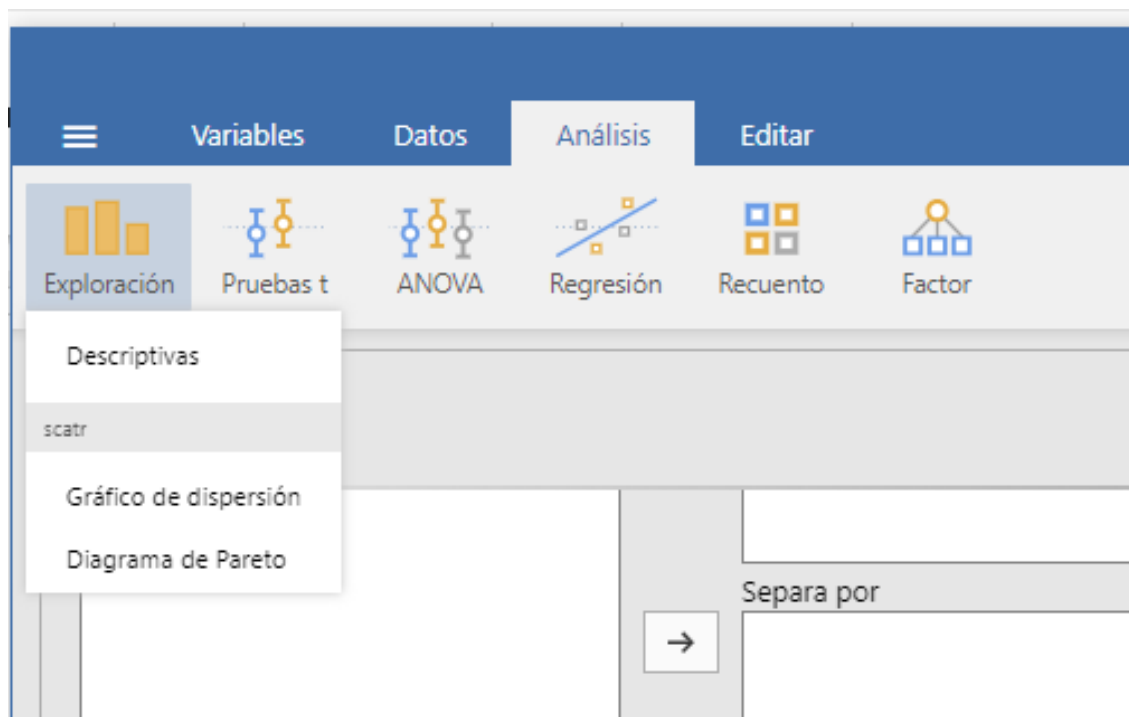 Variables Datos Análisis Editar
Exploración Pruebas t ANOVA Regresión Recuento Factor
Descriptivas
scatr
Gráfico de dispersión
Diagrama de Pareto
Separa por